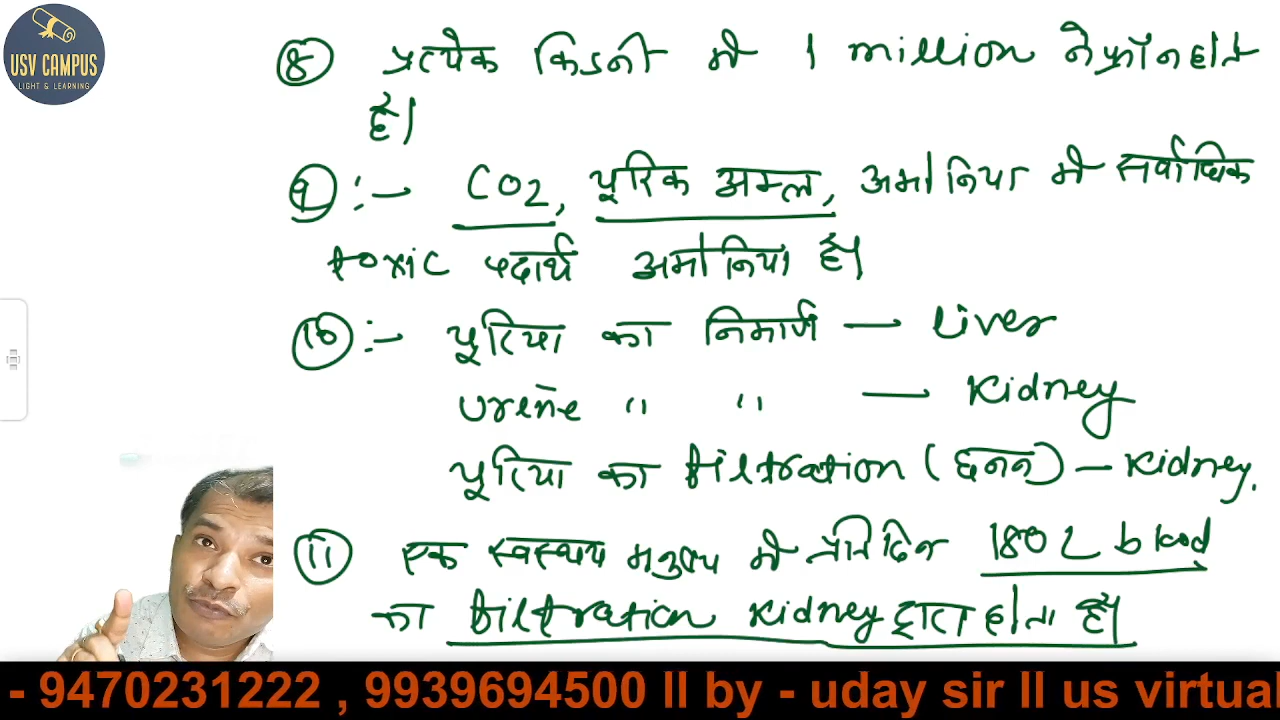 USV CAMPUS
LIGHT & LEARNING
⑧ प्रत्येक किडनी मे 1 million नेफ्रॉन होते
है।
⑨ :- CO2, यूरिक अम्ल, अमोनिया मे सर्वाधिक
toxic पदार्थ अमोनिया है।
⑩ :- यूरिया का निमार्ण — Liver
Urine " " — Kidney
यूरिया का filtration (छनन) — Kidney.
⑪ एक स्वस्थय मनुष्य मे प्रतिदिन 180L blood
का filtration Kidney द्वारा होता है।
- 9470231222 , 9939694500 ll by - uday sir ll us virtual